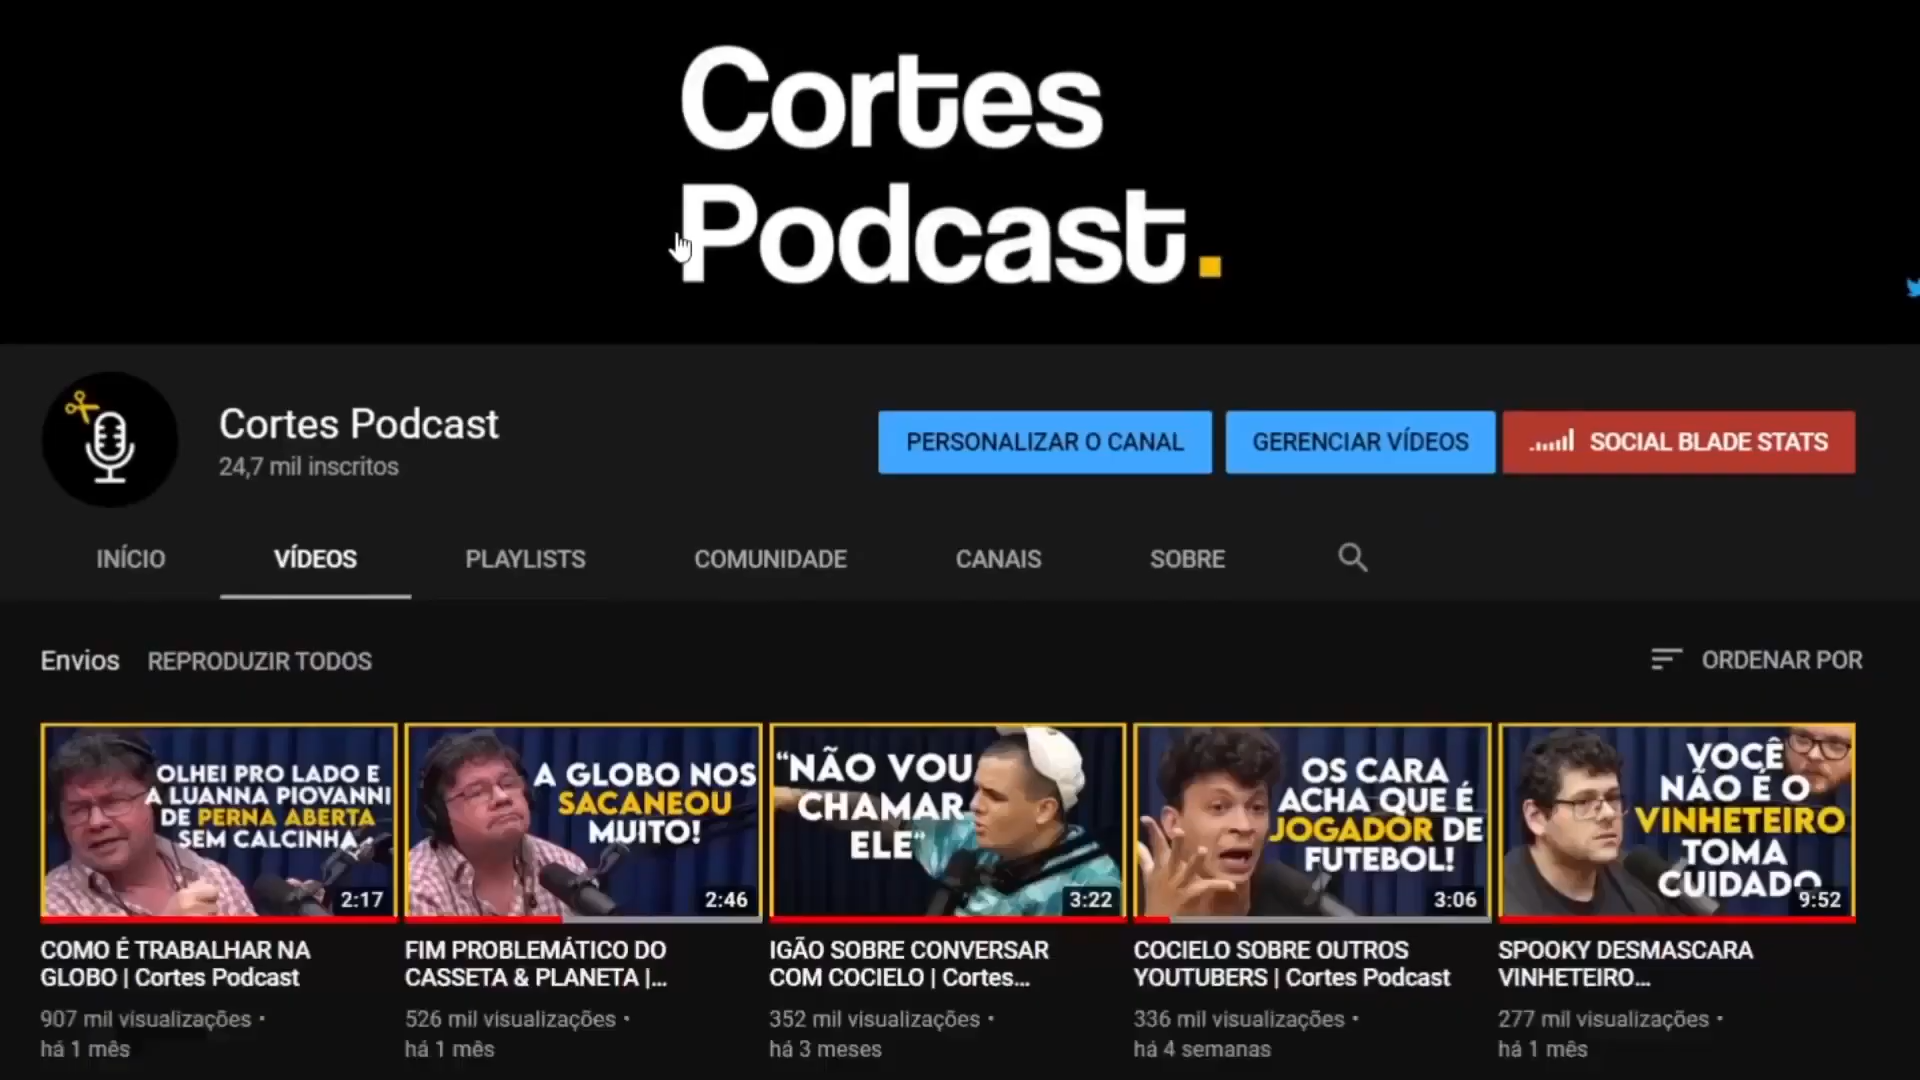 Cortes
Podcast.
Cortes Podcast
24,7 mil inscritos
PERSONALIZAR O CANAL
GERENCIAR VÍDEOS
SOCIAL BLADE STATS
INÍCIO
VÍDEOS
PLAYLISTS
COMUNIDADE
CANAIS
SOBRE
Envios
REPRODUZIR TODOS
ORDENAR POR
OLHEI PRO LADO E
A LUANNA PIOVANNI
DE PERNA ABERTA
SEM CALCINHA
2:17
COMO É TRABALHAR NA
GLOBO | Cortes Podcast
907 mil visualizações •
há 1 mês
A GLOBO NOS
SACANEOU
MUITO!
2:46
FIM PROBLEMÁTICO DO
CASSETA & PLANETA |...
526 mil visualizações •
há 1 mês
“NÃO VOU
CHAMAR
ELE“
3:22
IGÃO SOBRE CONVERSAR
COM COCIELO | Cortes...
352 mil visualizações •
há 3 meses
OS CARA
ACHA QUE É
JOGADOR DE
FUTEBOL!
3:06
COCIELO SOBRE OUTROS
YOUTUBERS | Cortes Podcast
336 mil visualizações •
há 4 semanas
VOCÊ
NÃO É O
VINHETEIRO
TOMA
CUIDADO
9:52
SPOOKY DESMASCARA
VINHETEIRO...
277 mil visualizações •
há 1 mês